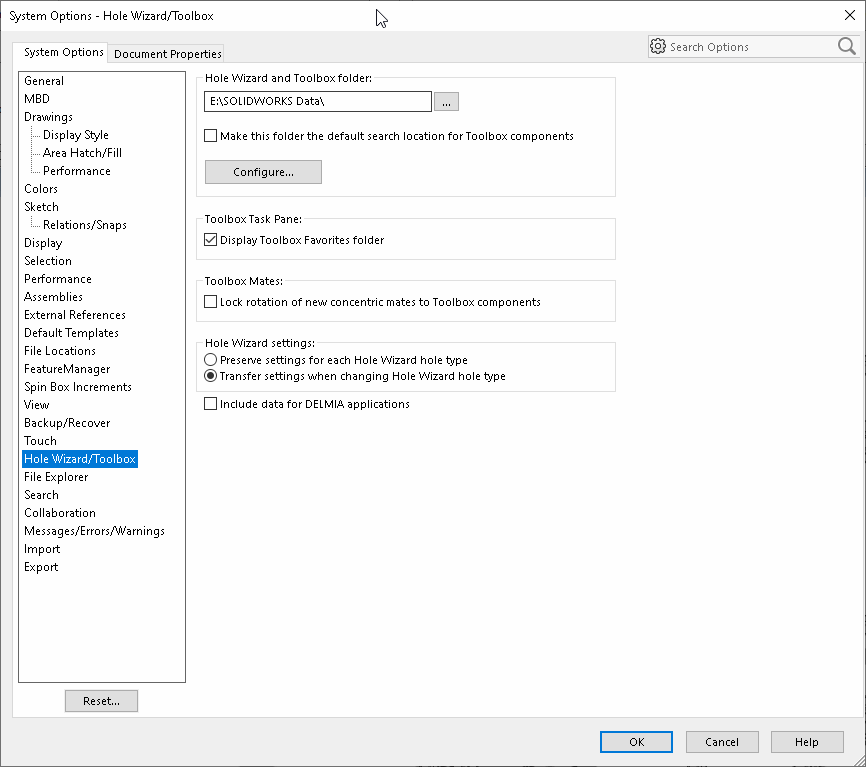 System Options - Hole Wizard/Toolbox
System Options
Document Properties
Search Options
General
MBD
Drawings
Display Style
Area Hatch/Fill
Performance
Colors
Sketch
Relations/Snaps
Display
Selection
Performance
Assemblies
External References
Default Templates
File Locations
FeatureManager
Spin Box Increments
View
Backup/Recover
Touch
Hole Wizard/Toolbox
File Explorer
Search
Collaboration
Messages/Errors/Warnings
Import
Export
Reset...
Hole Wizard and Toolbox folder:
E:\SOLIDWORKS Data\
...
Make this folder the default search location for Toolbox components
Configure...
Toolbox Task Pane:
Display Toolbox Favorites folder
Toolbox Mates:
Lock rotation of new concentric mates to Toolbox components
Hole Wizard settings:
Preserve settings for each Hole Wizard hole type
Transfer settings when changing Hole Wizard hole type
Include data for DELMIA applications
OK
Cancel
Help